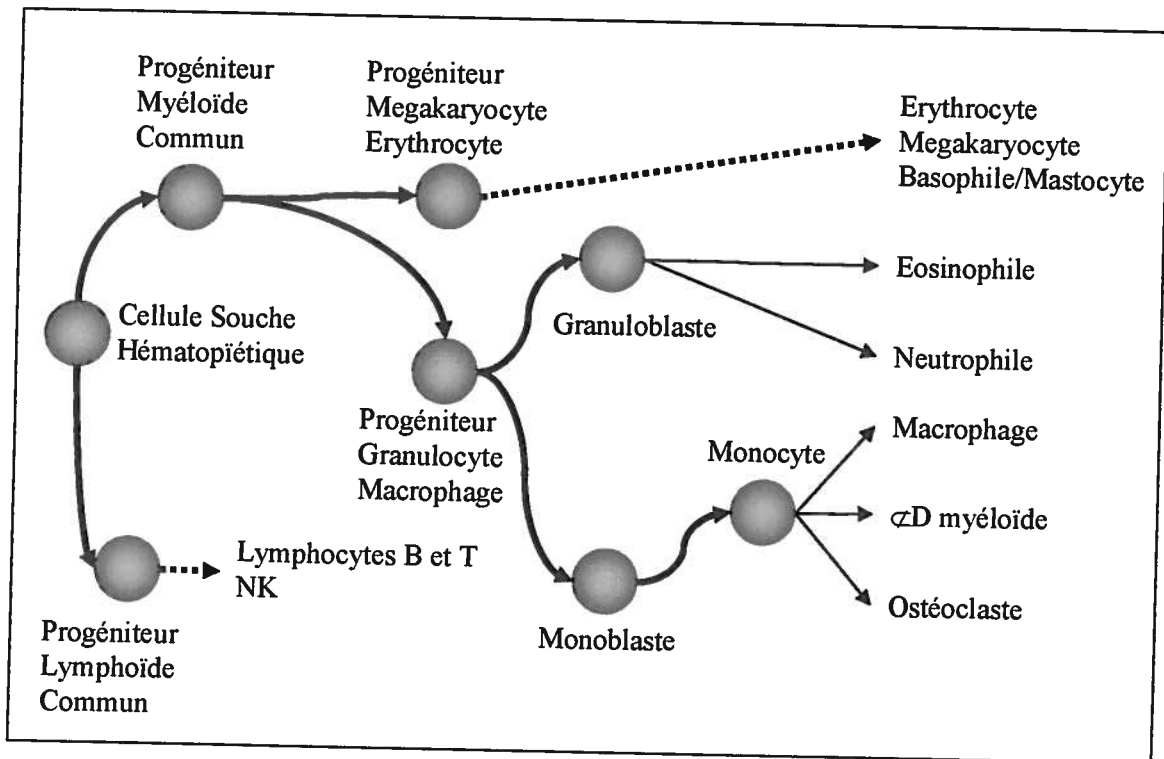 Progéniteur
Myéloïde
Commun
Progéniteur
Megakaryocyte
Erythrocyte
Erythrocyte
Megakaryocyte
Basophile/Mastocyte
Granuloblaste
Eosinophile
Neutrophile
Cellule Souche
Hématopïétique
Progéniteur
Granulocyte
Macrophage
Monocyte
Macrophage
⊄D myéloïde
Ostéoclaste
Monoblaste
Lymphocytes B et T
NK
Progéniteur
Lymphoïde
Commun